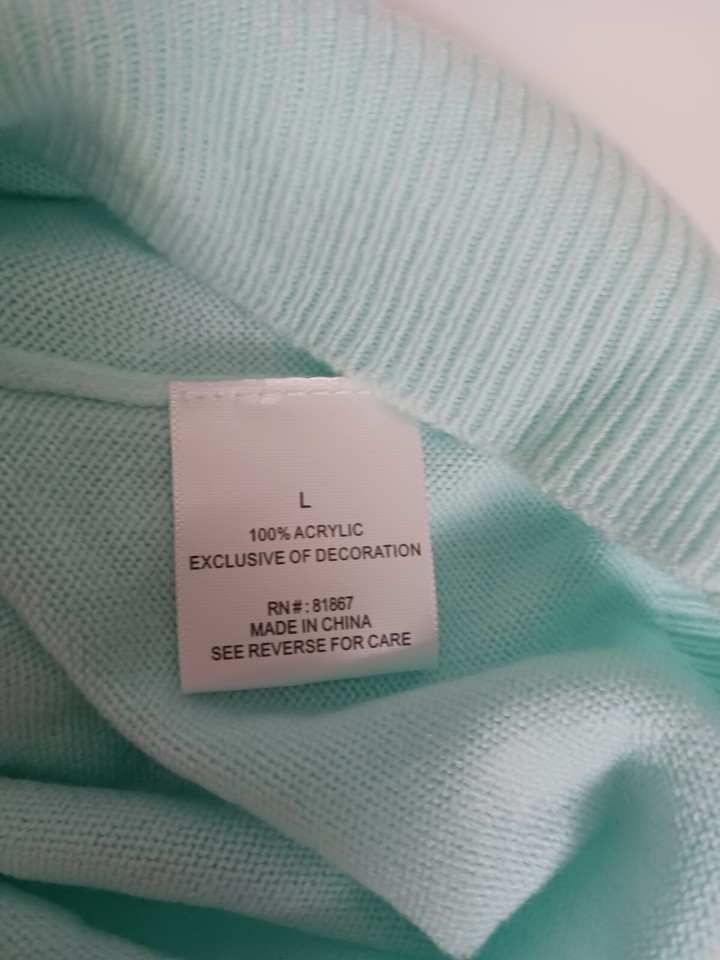 L
100% ACRYLIC
EXCLUSIVE OF DECORATION
RN#: 81867
MADE IN CHINA
SEE REVERSE FOR CARE